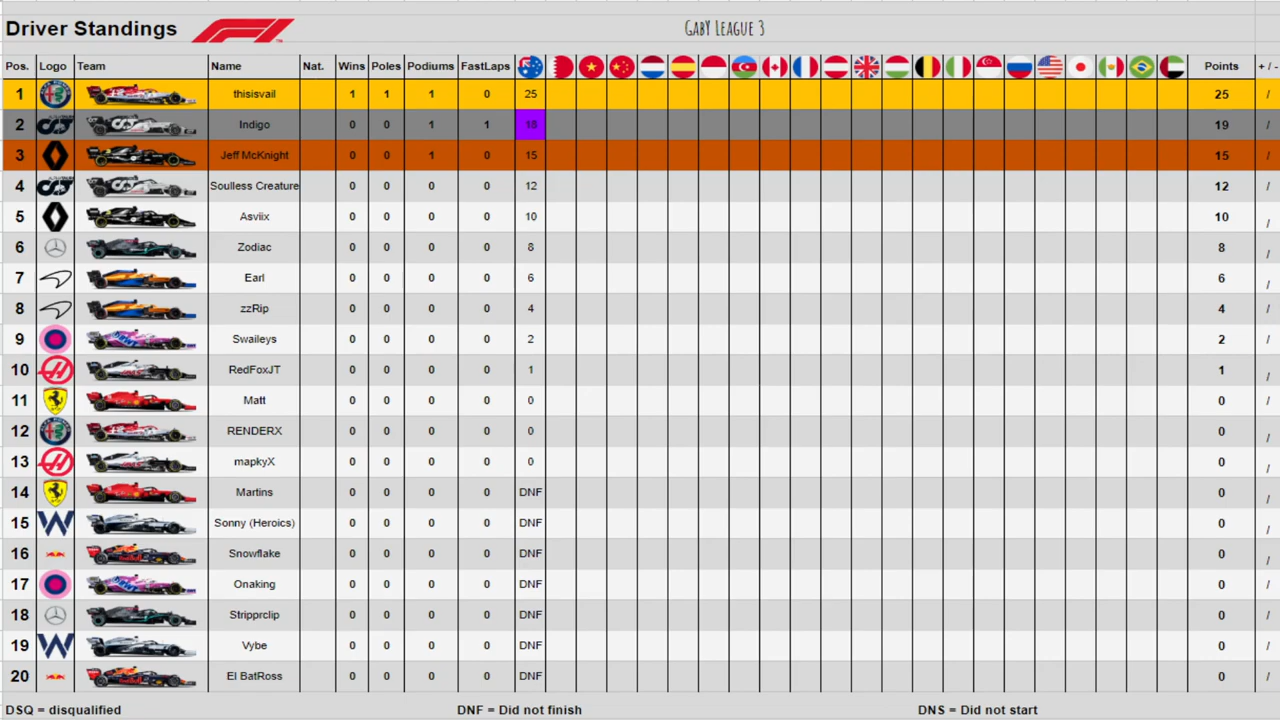 Driver Standings GABY LEAGUE 3
Pos. Logo Team Name Nat. Wins Poles Podiums FastLaps Points + / -
1 thisisvail 1 1 1 0 25 25 /
2 Indigo 0 0 1 1 18 19 /
3 Jeff McKnight 0 0 1 0 15 15 /
4 Soulless Creature 0 0 0 0 12 12 /
5 Asviix 0 0 0 0 10 10 /
6 Zodiac 0 0 0 0 8 8 /
7 Earl 0 0 0 0 6 6 /
8 zzRip 0 0 0 0 4 4 /
9 Swaileys 0 0 0 0 2 2 /
10 RedFoxJT 0 0 0 0 1 1 /
11 Matt 0 0 0 0 0 0 /
12 RENDERX 0 0 0 0 0 0 /
13 mapkyX 0 0 0 0 0 0 /
14 Martins 0 0 0 0 DNF 0 /
15 Sonny (Heroics) 0 0 0 0 DNF 0 /
16 Snowflake 0 0 0 0 DNF 0 /
17 Onaking 0 0 0 0 DNF 0 /
18 Stripprclip 0 0 0 0 DNF 0 /
19 Vybe 0 0 0 0 DNF 0 /
20 El BatRoss 0 0 0 0 DNF 0 /
DSQ = disqualified DNF = Did not finish DNS = Did not start